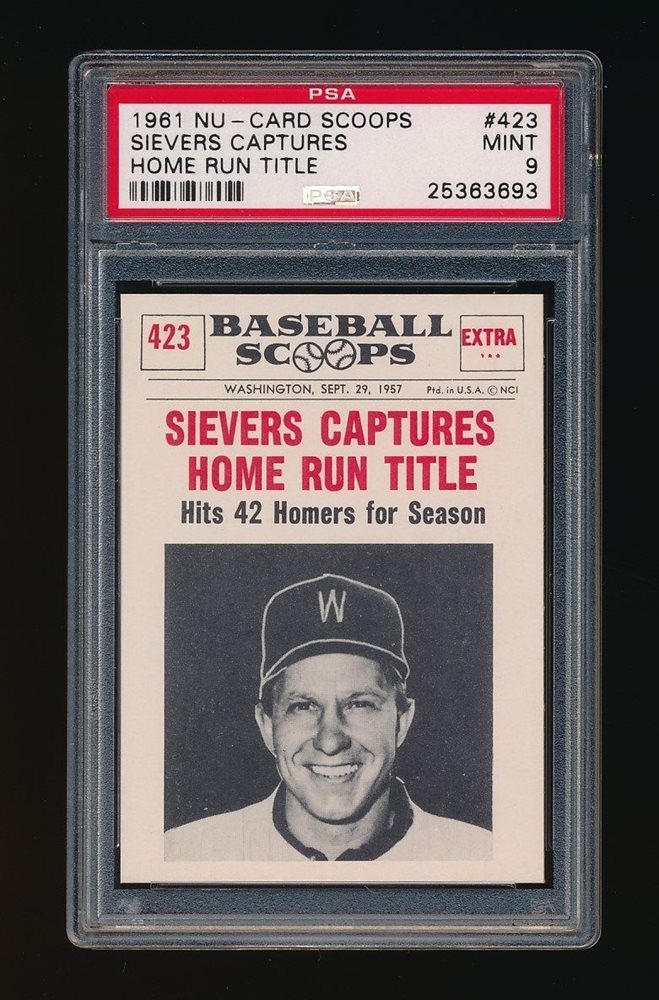 PSA
1961 NU-CARD SCOOPS #423
SIEVERS CAPTURES MINT
HOME RUN TITLE 9
PSA 25363693
423 BASEBALL SCOOPS EXTRA
WASHINGTON, SEPT. 29, 1957 Ptd. in U.S.A. © NCI
SIEVERS CAPTURES
HOME RUN TITLE
Hits 42 Homers for Season
W